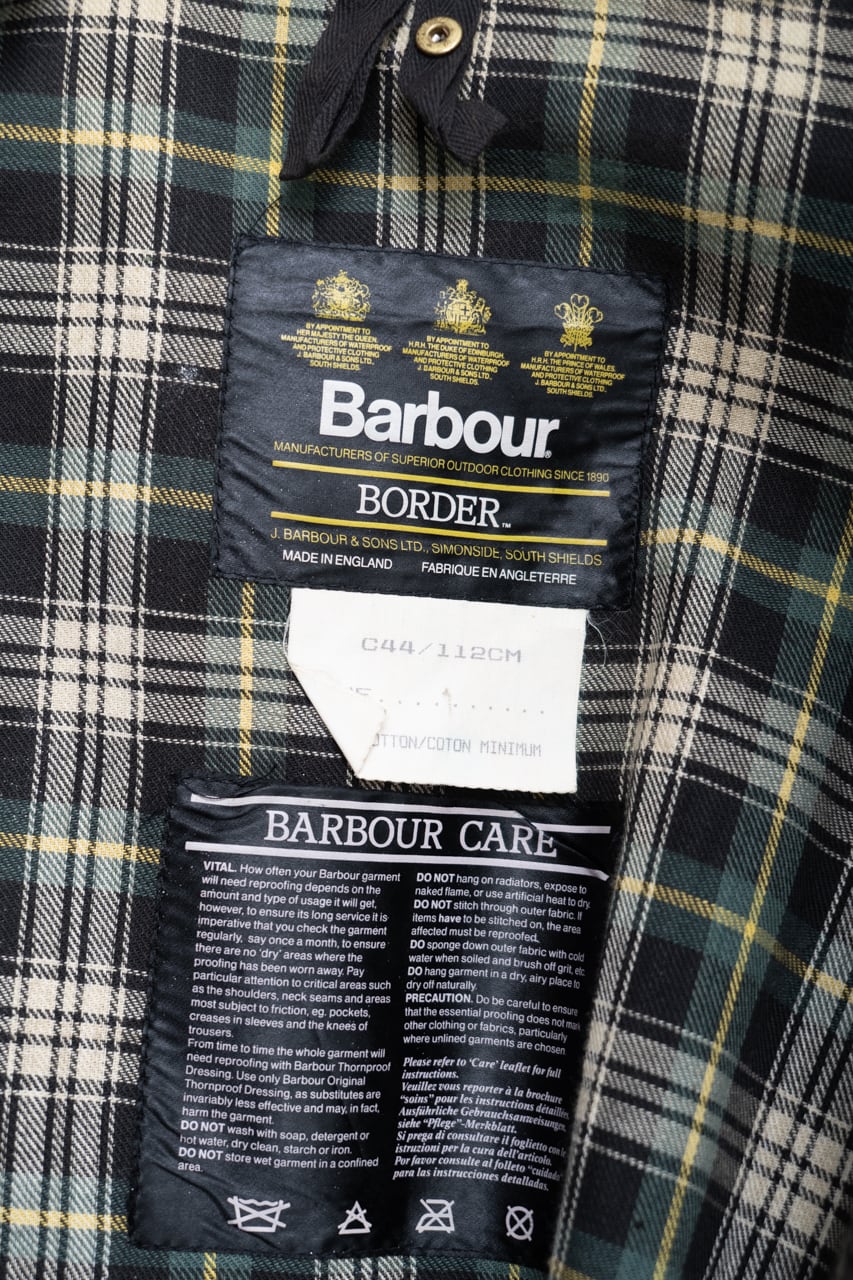 BY APPOINTMENT TO
HER MAJESTY THE QUEEN.
MANUFACTURERS OF WATERPROOF
AND PROTECTIVE CLOTHING
J. BARBOUR & SONS LTD.,
SOUTH SHIELDS.
BY APPOINTMENT TO
H.R.H. THE DUKE OF EDINBURGH.
MANUFACTURERS OF WATERPROOF
AND PROTECTIVE CLOTHING
J. BARBOUR & SONS LTD.,
SOUTH SHIELDS.
BY APPOINTMENT TO
H.R.H. THE PRINCE OF WALES.
MANUFACTURERS OF WATERPROOF
AND PROTECTIVE CLOTHING
J. BARBOUR & SONS LTD.,
SOUTH SHIELDS.
Barbour®
MANUFACTURERS OF SUPERIOR OUTDOOR CLOTHING SINCE 1890
BORDER™
J. BARBOUR & SONS LTD., SIMONSIDE, SOUTH SHIELDS
MADE IN ENGLAND FABRIQUE EN ANGLETERRE
C44/112CM
...........
OTTON/COTON MINIMUM
BARBOUR CARE
VITAL. How often your Barbour garment
will need reproofing depends on the
amount and type of usage it will get,
however, to ensure its long service it is
imperative that you check the garment
regularly, say once a month, to ensure
there are no 'dry' areas where the
proofing has been worn away. Pay
particular attention to critical areas such
as the shoulders, neck seams and areas
most subject to friction, eg. pockets,
creases in sleeves and the knees of
trousers.
From time to time the whole garment will
need reproofing with Barbour Thornproof
Dressing. Use only Barbour Original
Thornproof Dressing, as substitutes are
invariably less effective and may, in fact,
harm the garment.
DO NOT wash with soap, detergent or
hot water, dry clean, starch or iron.
DO NOT store wet garment in a confined
area.
DO NOT hang on radiators, expose to
naked flame, or use artificial heat to dry.
DO NOT stitch through outer fabric. If
items have to be stitched on, the area
affected must be reproofed.
DO sponge down outer fabric with cold
water when soiled and brush off grit, etc.
DO hang garment in a dry, airy place to
dry off naturally.
PRECAUTION. Do be careful to ensure
that the essential proofing does not mark
other clothing or fabrics, particularly
where unlined garments are chosen.
Please refer to 'Care' leaflet for full
instructions.
Veuillez vous reporter à la brochure
"soins" pour les instructions détaillées.
Ausführliche Gebrauchsanweisungen,
siehe "Pflege"-Merkblatt.
Si prega di consultare il foglietto con le
istruzioni per la cura dell'articolo.
Por favor consulte al folleto "cuidado"
para las instrucciones detalladas.